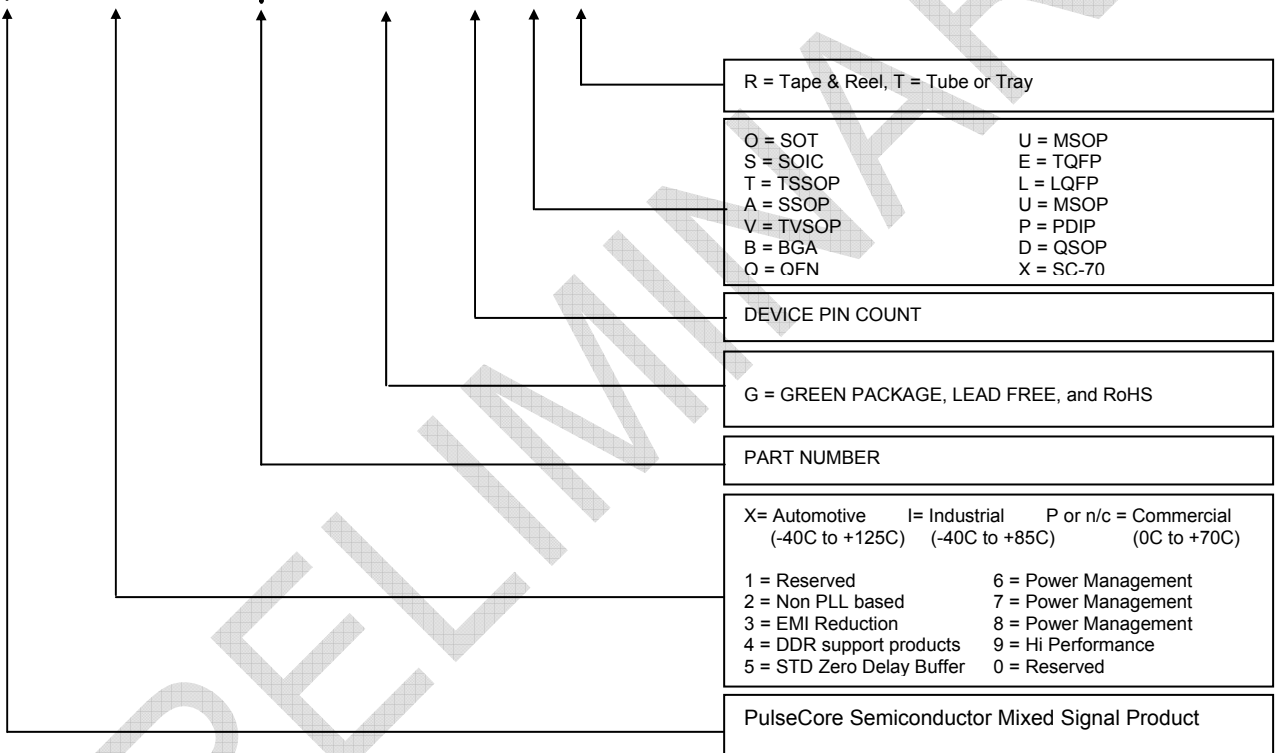 R = Tape & Reel, T = Tube or Tray
O = SOT U = MSOP
S = SOIC E = TQFP
T = TSSOP L = LQFP
A = SSOP U = MSOP
V = TVSOP P = PDIP
B = BGA D = QSOP
Q = QFN X = SC-70
DEVICE PIN COUNT
G = GREEN PACKAGE, LEAD FREE, and RoHS
PART NUMBER
X= Automotive I= Industrial P or n/c = Commercial
(-40C to +125C) (-40C to +85C) (0C to +70C)
1 = Reserved 6 = Power Management
2 = Non PLL based 7 = Power Management
3 = EMI Reduction 8 = Power Management
4 = DDR support products 9 = Hi Performance
5 = STD Zero Delay Buffer 0 = Reserved
PulseCore Semiconductor Mixed Signal Product
PRELIMINAR